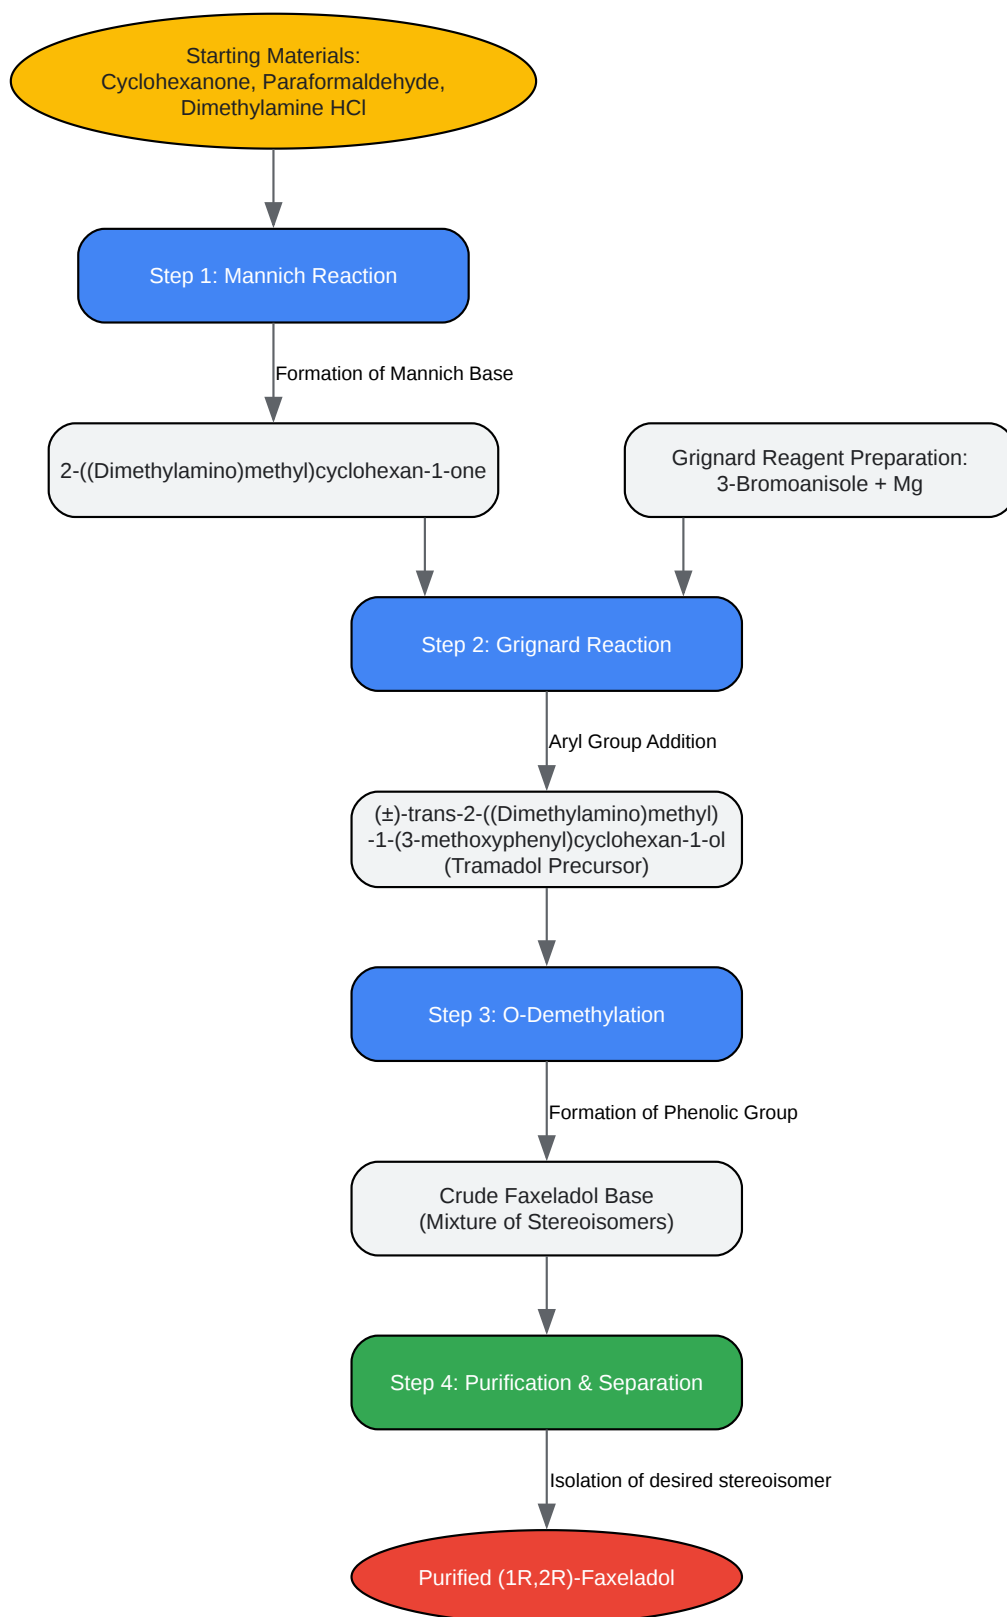 Starting Materials:
Cyclohexanone, Paraformaldehyde,
Dimethylamine HCl
Step 1: Mannich Reaction
Formation of Mannich Base
2-((Dimethylamino)methyl)cyclohexan-1-one
Grignard Reagent Preparation:
3-Bromoanisole + Mg
Step 2: Grignard Reaction
Aryl Group Addition
(±)-trans-2-((Dimethylamino)methyl)
-1-(3-methoxyphenyl)cyclohexan-1-ol
(Tramadol Precursor)
Step 3: O-Demethylation
Formation of Phenolic Group
Crude Faxeladol Base
(Mixture of Stereoisomers)
Step 4: Purification & Separation
Isolation of desired stereoisomer
Purified (1R,2R)-Faxeladol